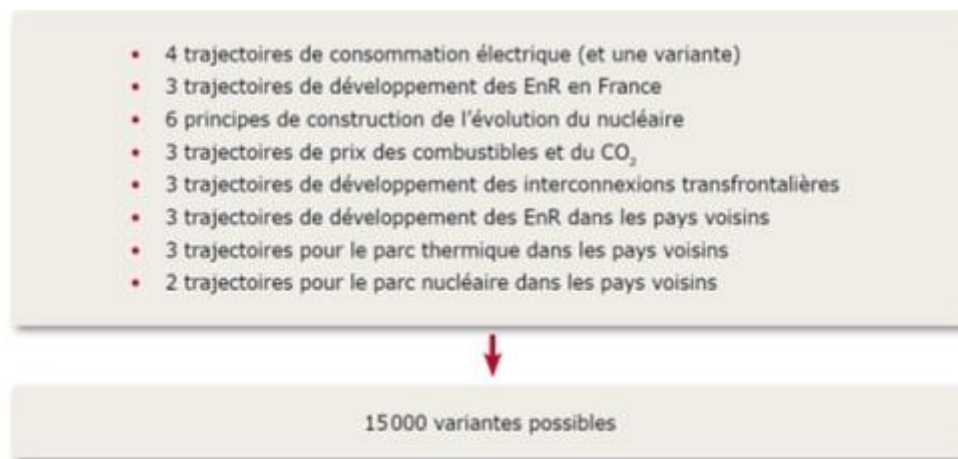 • 4 trajectoires de consommation électrique (et une variante)
• 3 trajectoires de développement des EnR en France
• 6 principes de construction de l'évolution du nucléaire
• 3 trajectoires de prix des combustibles et du CO₂
• 3 trajectoires de développement des interconnexions transfrontalières
• 3 trajectoires de développement des EnR dans les pays voisins
• 3 trajectoires pour le parc thermique dans les pays voisins
• 2 trajectoires pour le parc nucléaire dans les pays voisins
15 000 variantes possibles